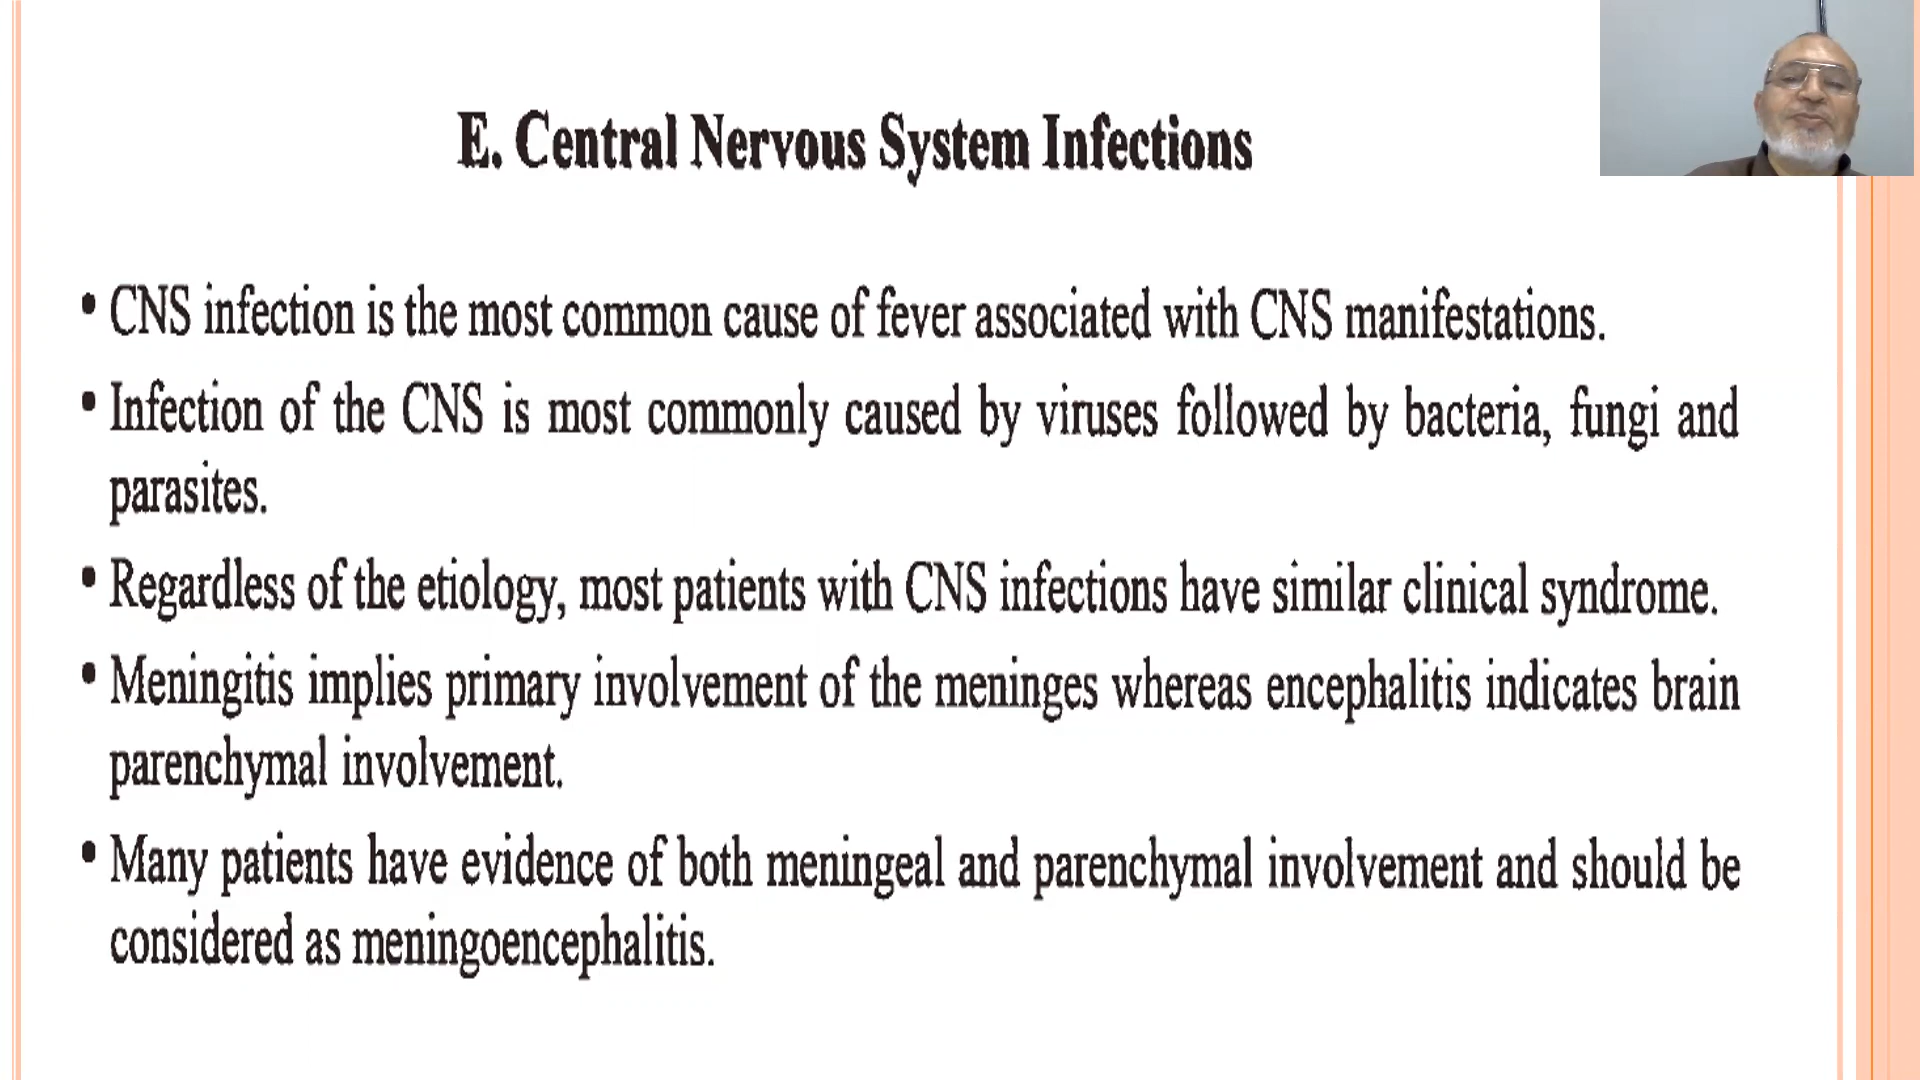 E. Central Nervous System Infections
• CNS infection is the most common cause of fever associated with CNS manifestations.
• Infection of the CNS is most commonly caused by viruses followed by bacteria, fungi and
parasites.
• Regardless of the etiology, most patients with CNS infections have similar clinical syndrome.
• Meningitis implies primary involvement of the meninges whereas encephalitis indicates brain
parenchymal involvement.
• Many patients have evidence of both meningeal and parenchymal involvement and should be
considered as meningoencephalitis.